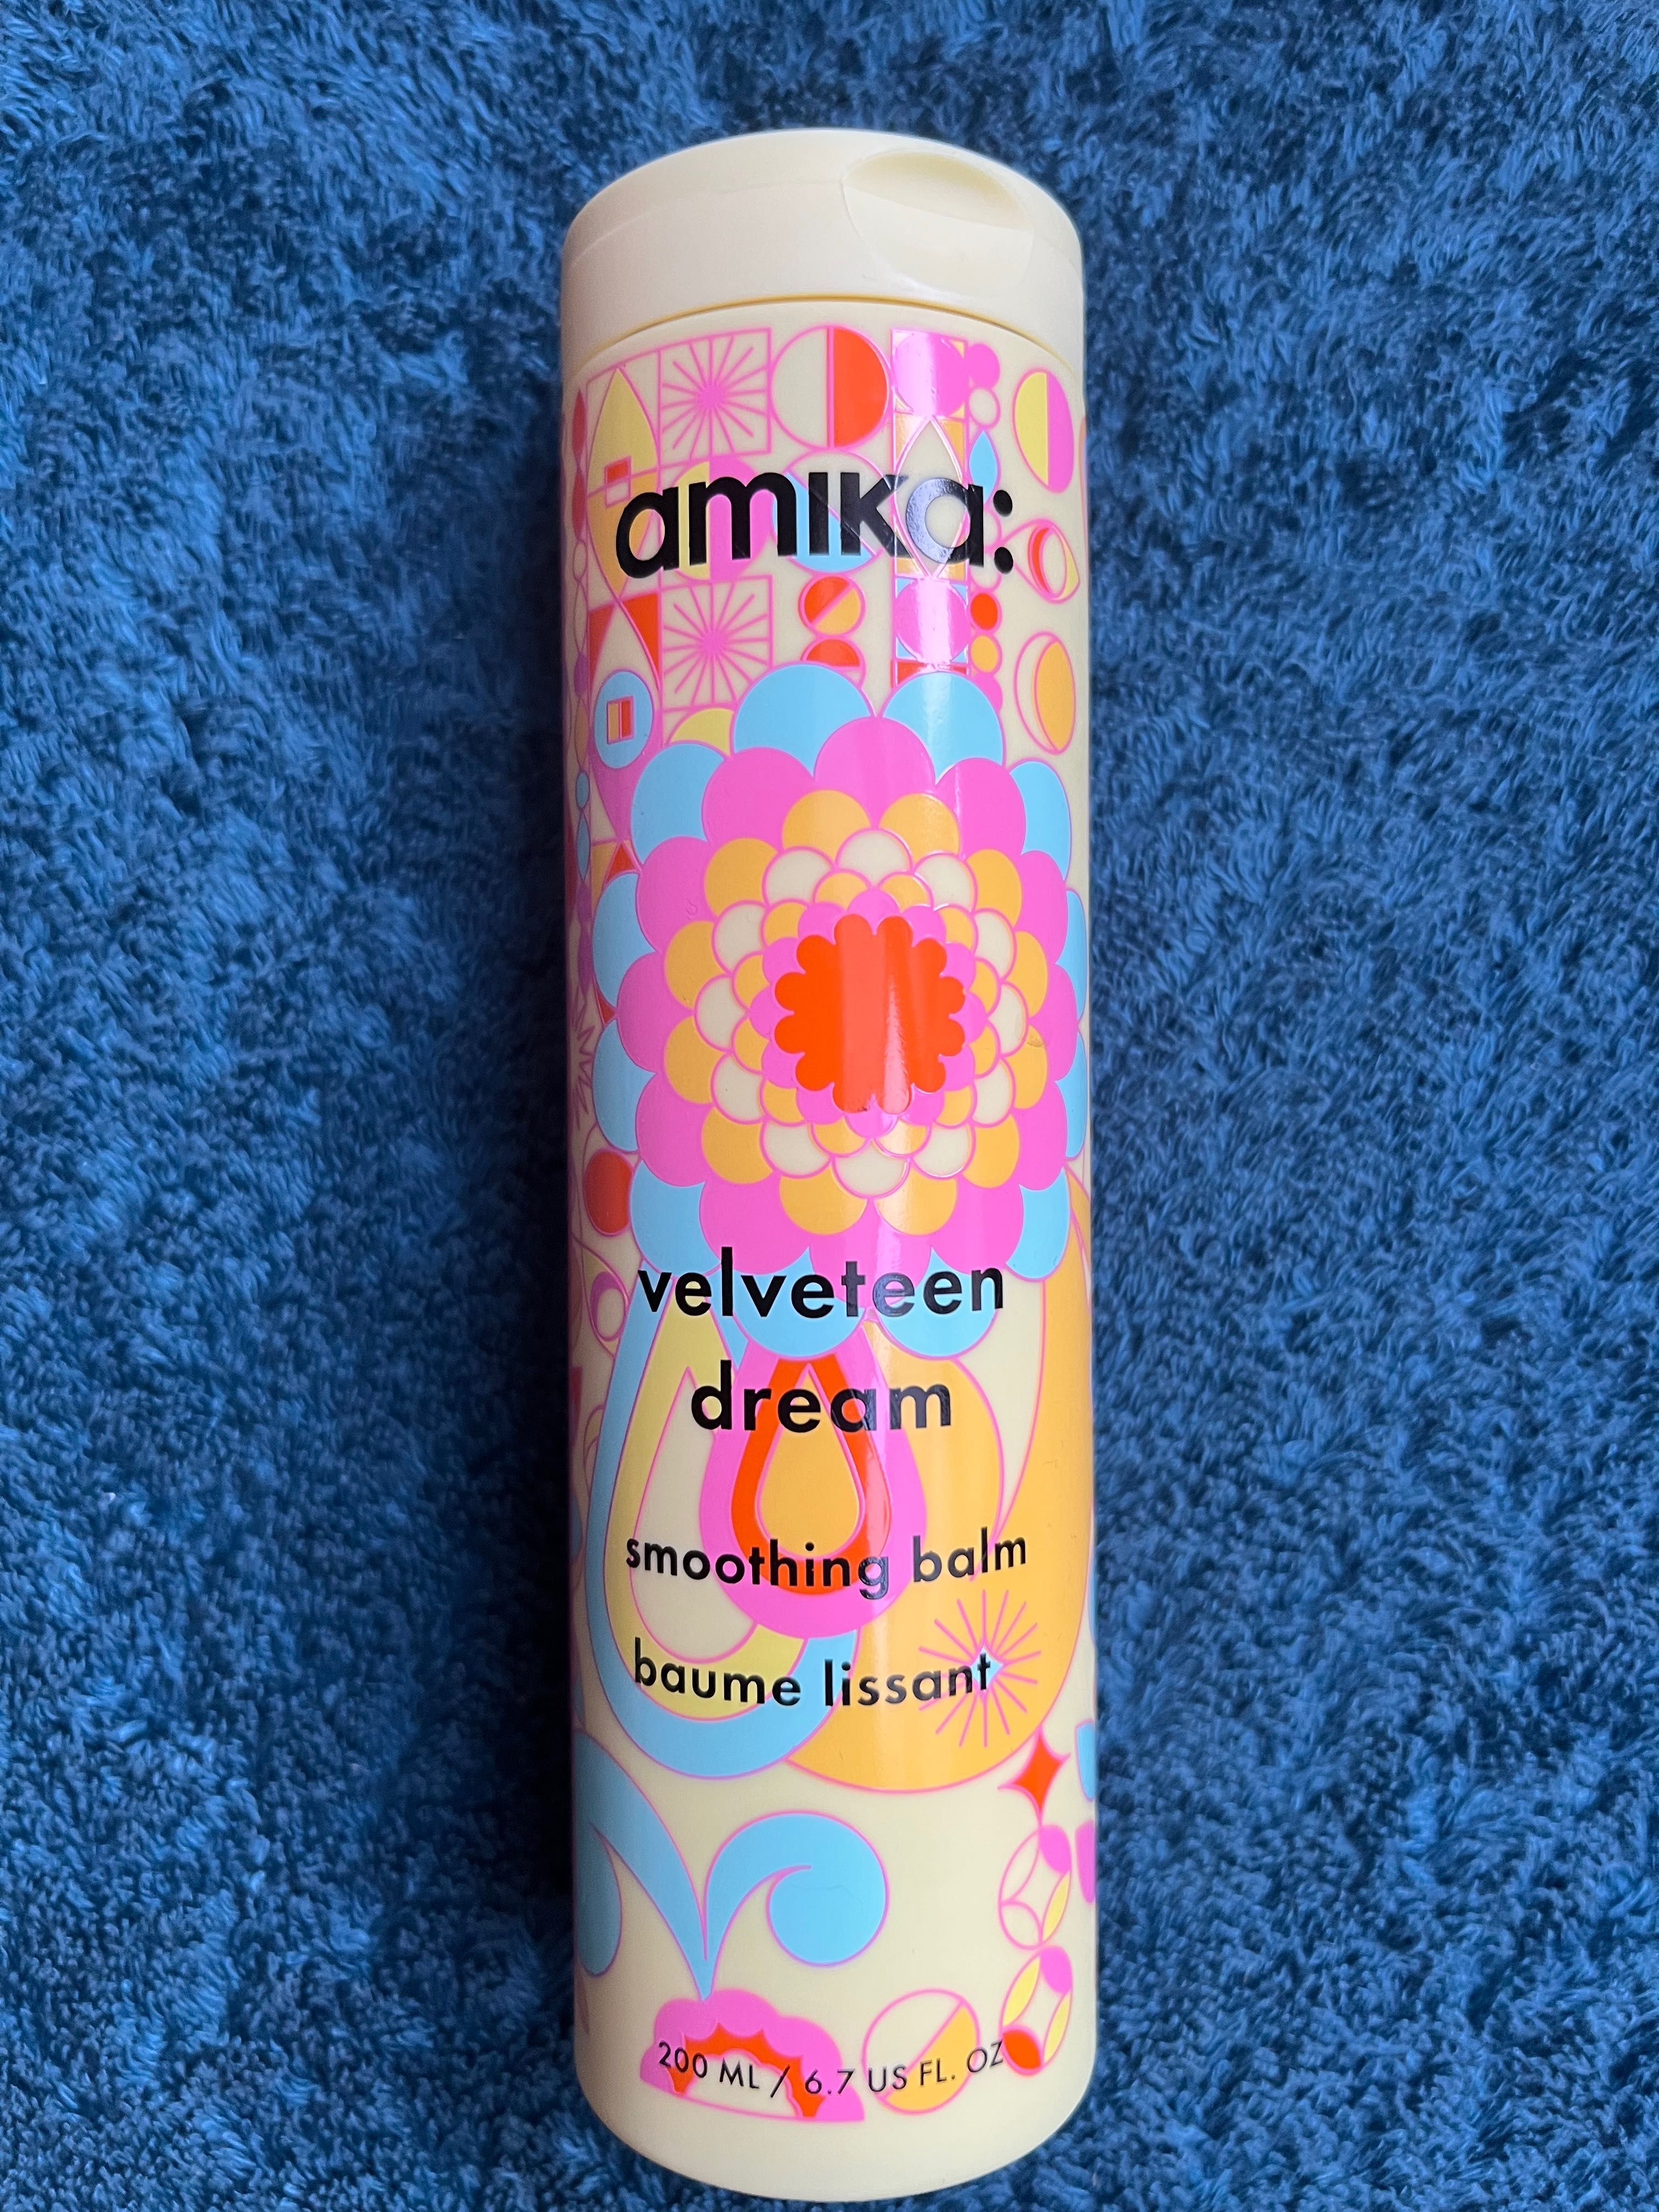 amika:
velveteen
dream
smoothing balm
baume lissant
200 ML / 6.7 US FL. OZ